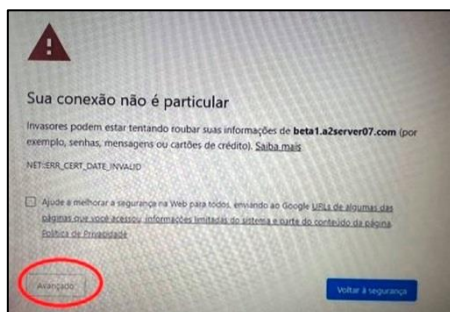 Sua conexão não é particular
Invasores podem estar tentando roubar suas informações de beta1.a2server07.com (por
exemplo, senhas, mensagens ou cartões de crédito). Saiba mais
NET::ERR_CERT_DATE_INVALID
Ajude a melhorar a segurança na Web para todos, enviando ao Google URLs de algumas das
páginas que você acessou, informações limitadas do sistema e parte do conteúdo da página.
Política de Privacidade
Avançado
Voltar à segurança